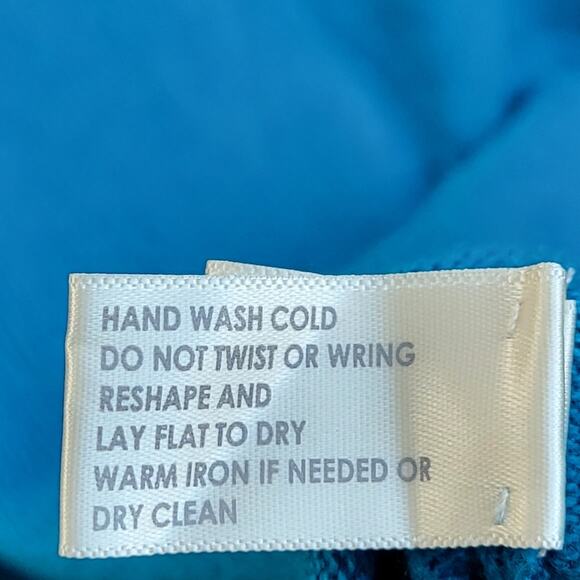 HAND WASH COLD
DO NOT TWIST OR WRING
RESHAPE AND
LAY FLAT TO DRY
WARM IRON IF NEEDED OR
DRY CLEAN